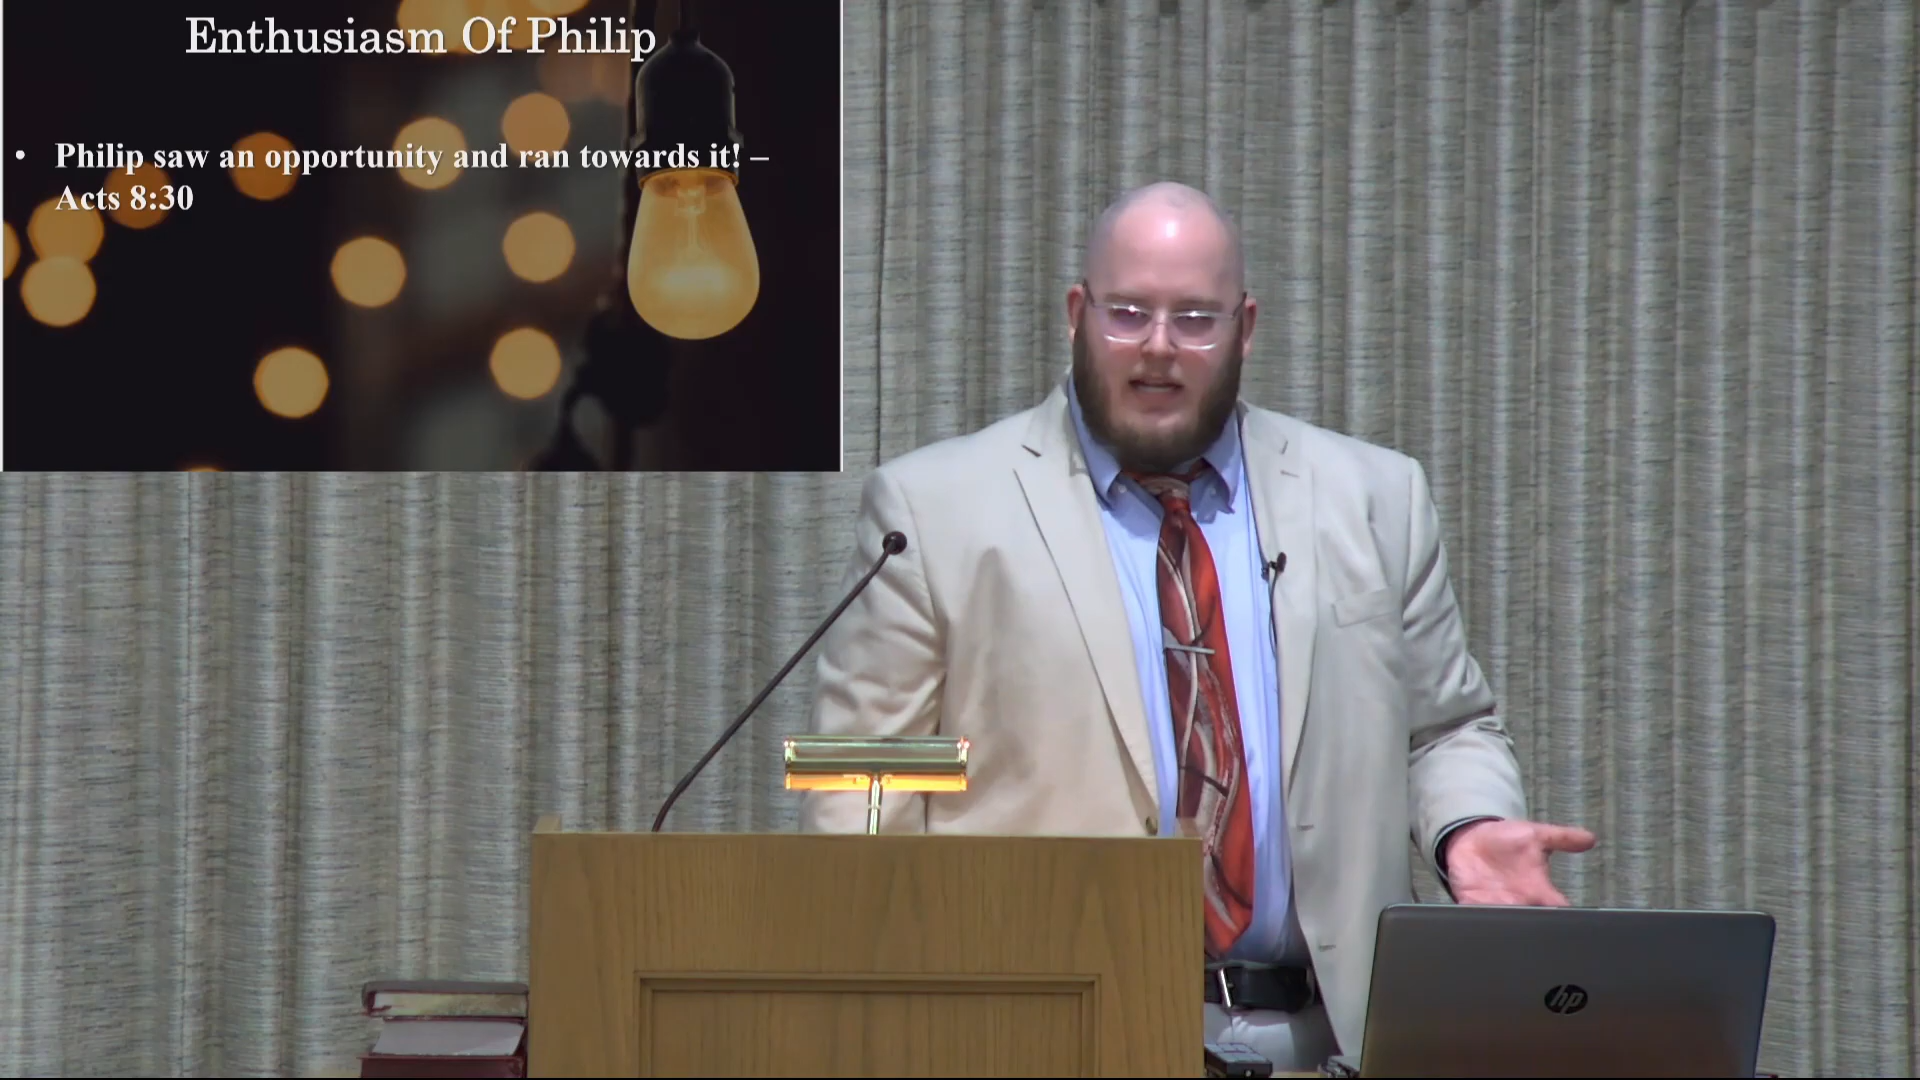 Enthusiasm Of Philip
• Philip saw an opportunity and ran towards it! –
Acts 8:30
hp